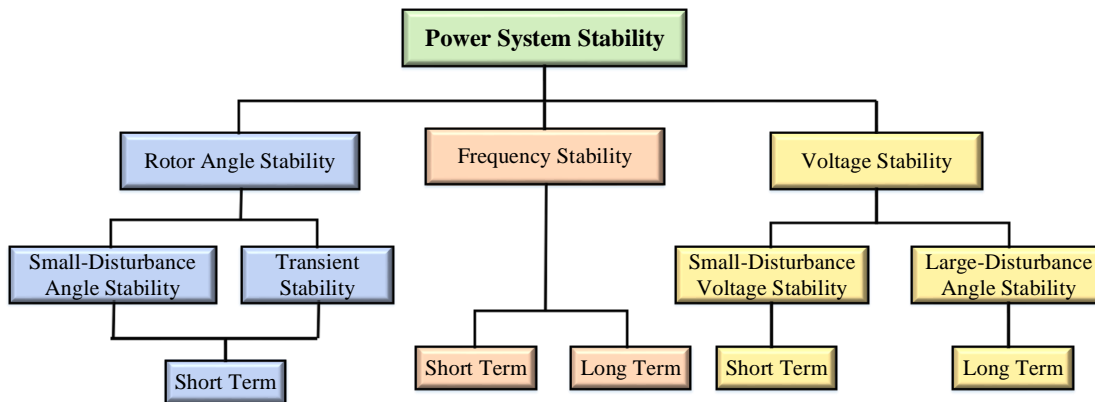 Power System Stability
Rotor Angle Stability
Frequency Stability
Voltage Stability
Small-Disturbance
Angle Stability
Transient
Stability
Small-Disturbance
Voltage Stability
Large-Disturbance
Angle Stability
Short Term
Short Term
Long Term
Short Term
Long Term